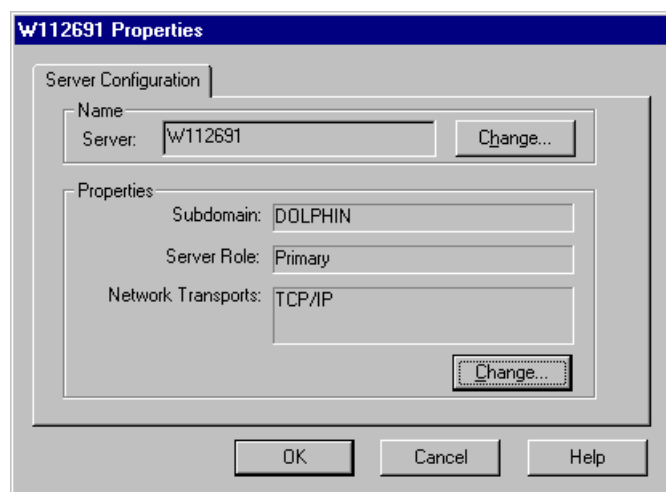 W112691 Properties
Server Configuration
Name
Server: W112691 Change...
Properties
Subdomain: DOLPHIN
Server Role: Primary
Network Transports: TCP/IP
Change...
OK Cancel Help